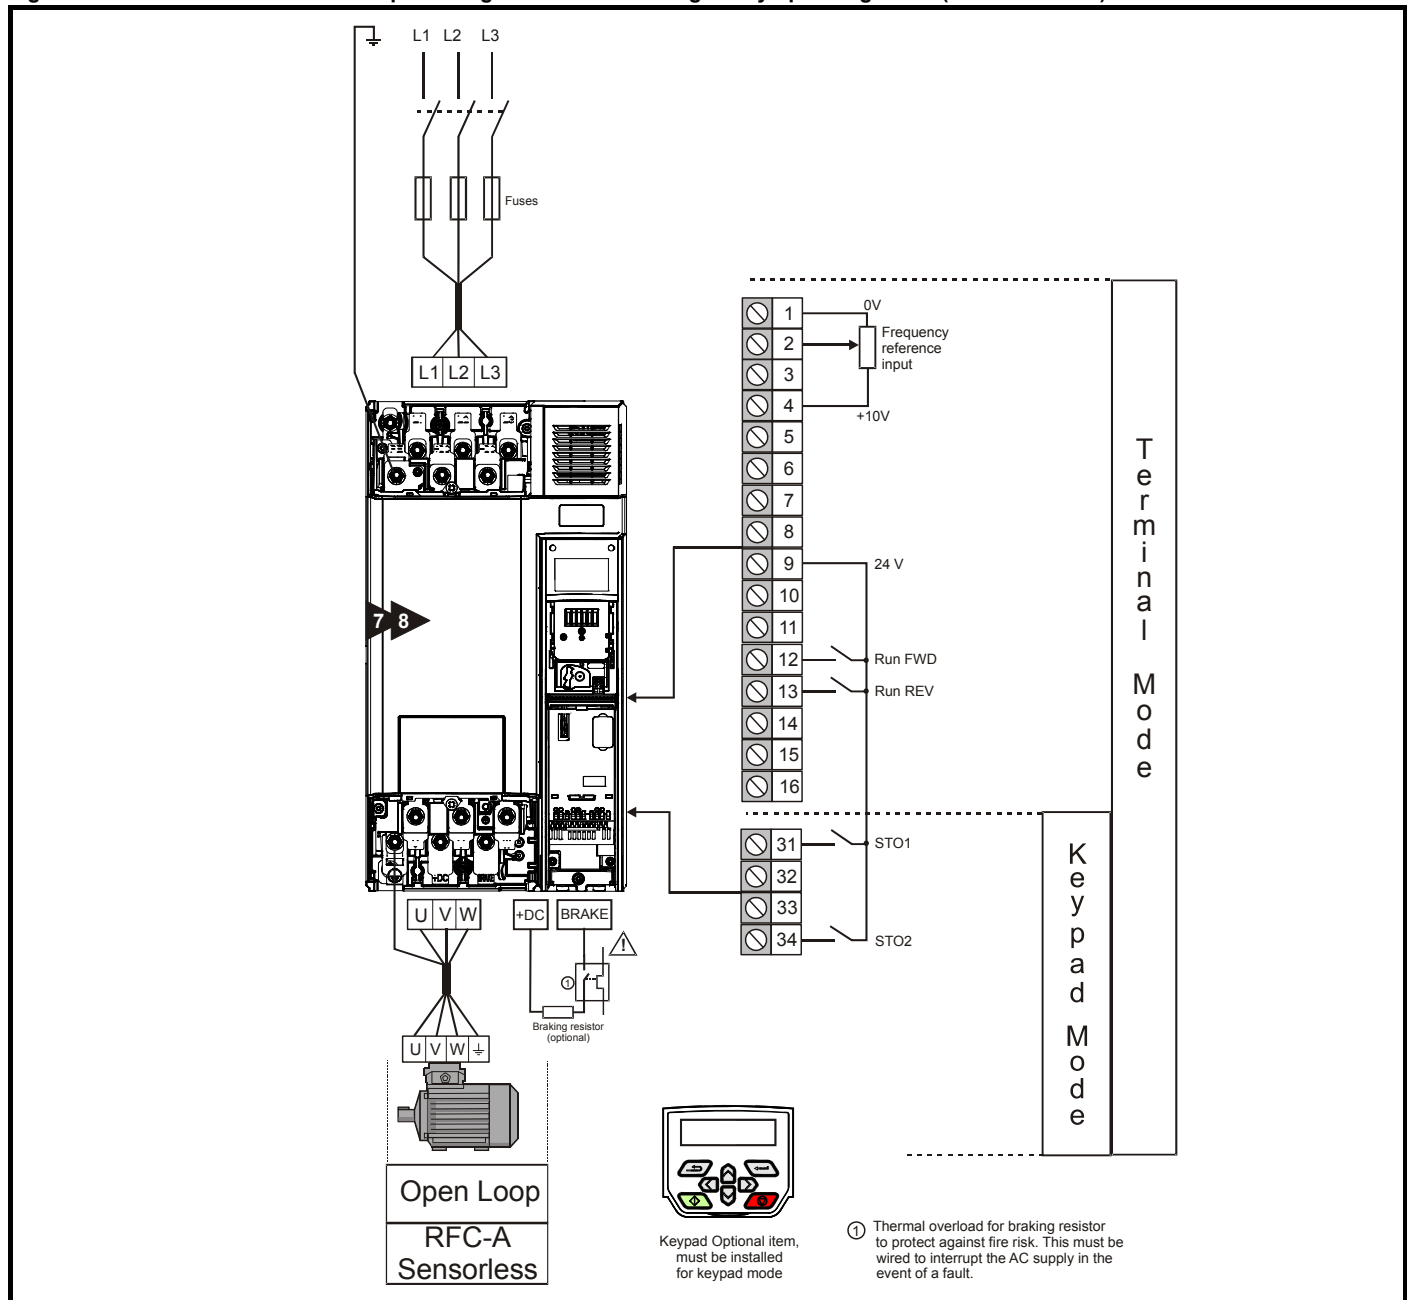 L1 L2 L3
Fuses
L1 L2 L3
7 8
U V W
+DC
BRAKE
1
Braking resistor
(optional)
U V W
Open Loop
RFC-A
Sensorless
1
2
3
4
5
6
7
8
9
10
11
12
13
14
15
16
0V
Frequency
reference
input
+10V
24 V
Run FWD
Run REV
31
32
33
34
STO1
STO2
Terminal Mode
Keypad Mode
Keypad Optional item,
must be installed
for keypad mode
1 Thermal overload for braking resistor
to protect against fire risk. This must be
wired to interrupt the AC supply in the
event of a fault.